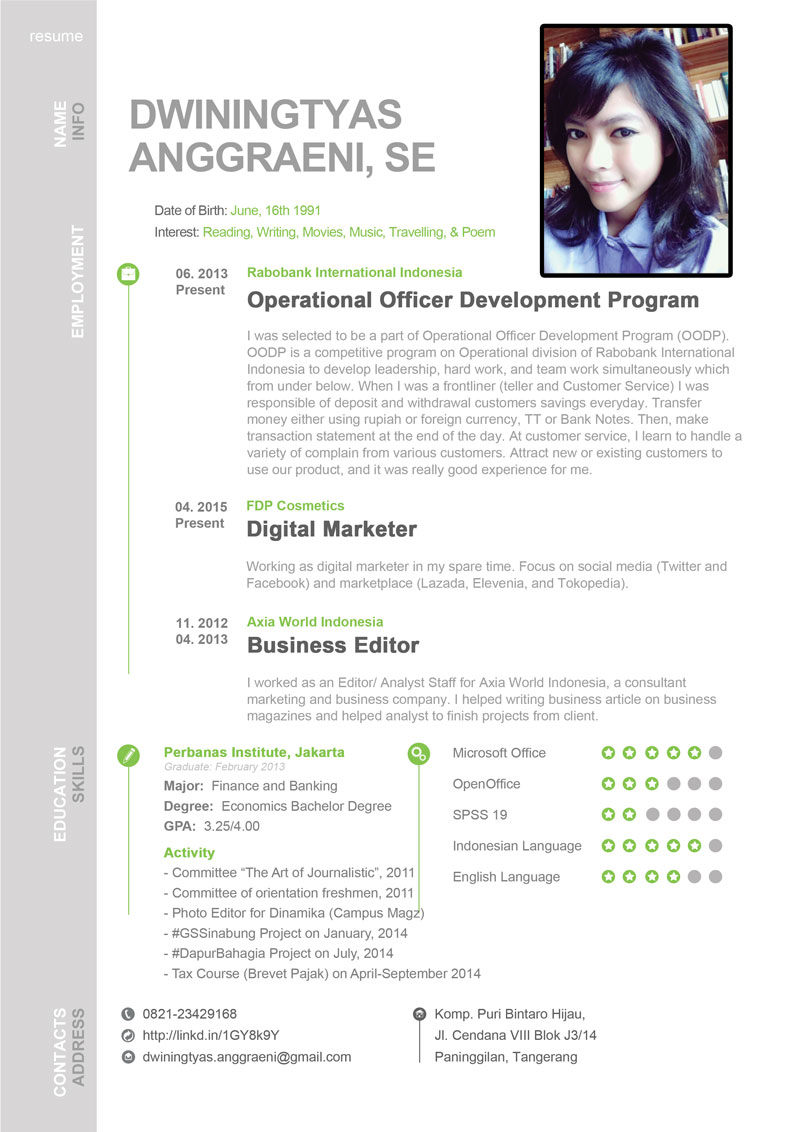 resume
NAME
INFO
DWININGTYAS
ANGGRAENI, SE
Date of Birth: June, 16th 1991
Interest: Reading, Writing, Movies, Music, Travelling, & Poem
EMPLOYMENT
06. 2013
Present
Rabobank International Indonesia
Operational Officer Development Program
I was selected to be a part of Operational Officer Development Program (OODP).
OODP is a competitive program on Operational division of Rabobank International
Indonesia to develop leadership, hard work, and team work simultaneously which
from under below. When I was a frontliner (teller and Customer Service) I was
responsible of deposit and withdrawal customers savings everyday. Transfer
money either using rupiah or foreign currency, TT or Bank Notes. Then, make
transaction statement at the end of the day. At customer service, I learn to handle a
variety of complain from various customers. Attract new or existing customers to
use our product, and it was really good experience for me.
04. 2015
Present
FDP Cosmetics
Digital Marketer
Working as digital marketer in my spare time. Focus on social media (Twitter and
Facebook) and marketplace (Lazada, Elevenia, and Tokopedia).
11. 2012
04. 2013
Axia World Indonesia
Business Editor
I worked as an Editor/ Analyst Staff for Axia World Indonesia, a consultant
marketing and business company. I helped writing business article on business
magazines and helped analyst to finish projects from client.
EDUCATION
SKILLS
Perbanas Institute, Jakarta
Graduate: February 2013
Major: Finance and Banking
Degree: Economics Bachelor Degree
GPA: 3.25/4.00
Activity
- Committee “The Art of Journalistic”, 2011
- Committee of orientation freshmen, 2011
- Photo Editor for Dinamika (Campus Magz)
- #GSSinabung Project on January, 2014
- #DapurBahagia Project on July, 2014
- Tax Course (Brevet Pajak) on April-September 2014
Microsoft Office
OpenOffice
SPSS 19
Indonesian Language
English Language
CONTACTS
ADDRESS
0821-23429168
http://linkd.in/1GY8k9Y
dwiningtyas.anggraeni@gmail.com
Komp. Puri Bintaro Hijau,
Jl. Cendana VIII Blok J3/14
Paninggilan, Tangerang